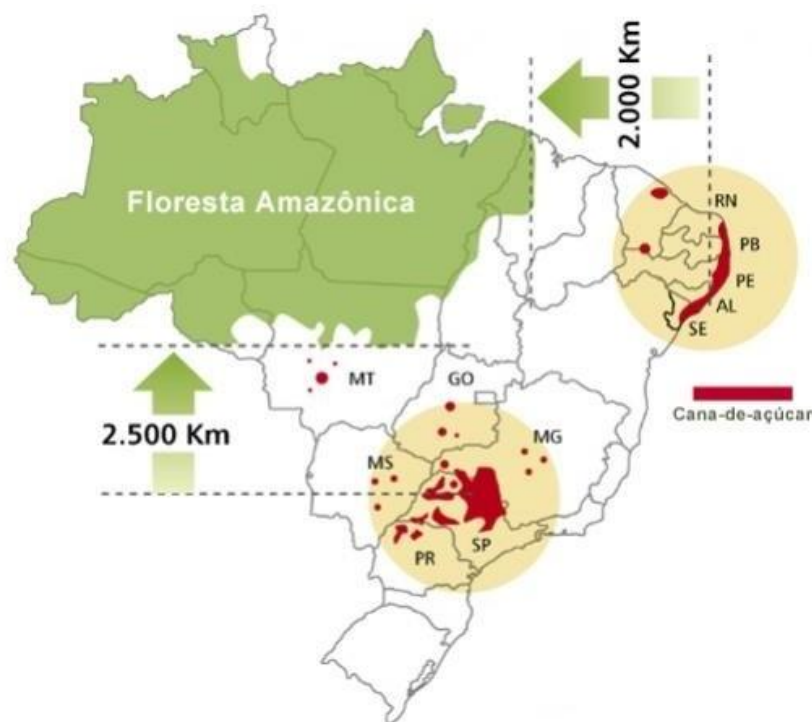 2.000 Km
Floresta Amazônica
RN
PB
PE
AL
SE
MT
GO
Cana-de-açúcar
2.500 Km
MS
MG
SP
PR